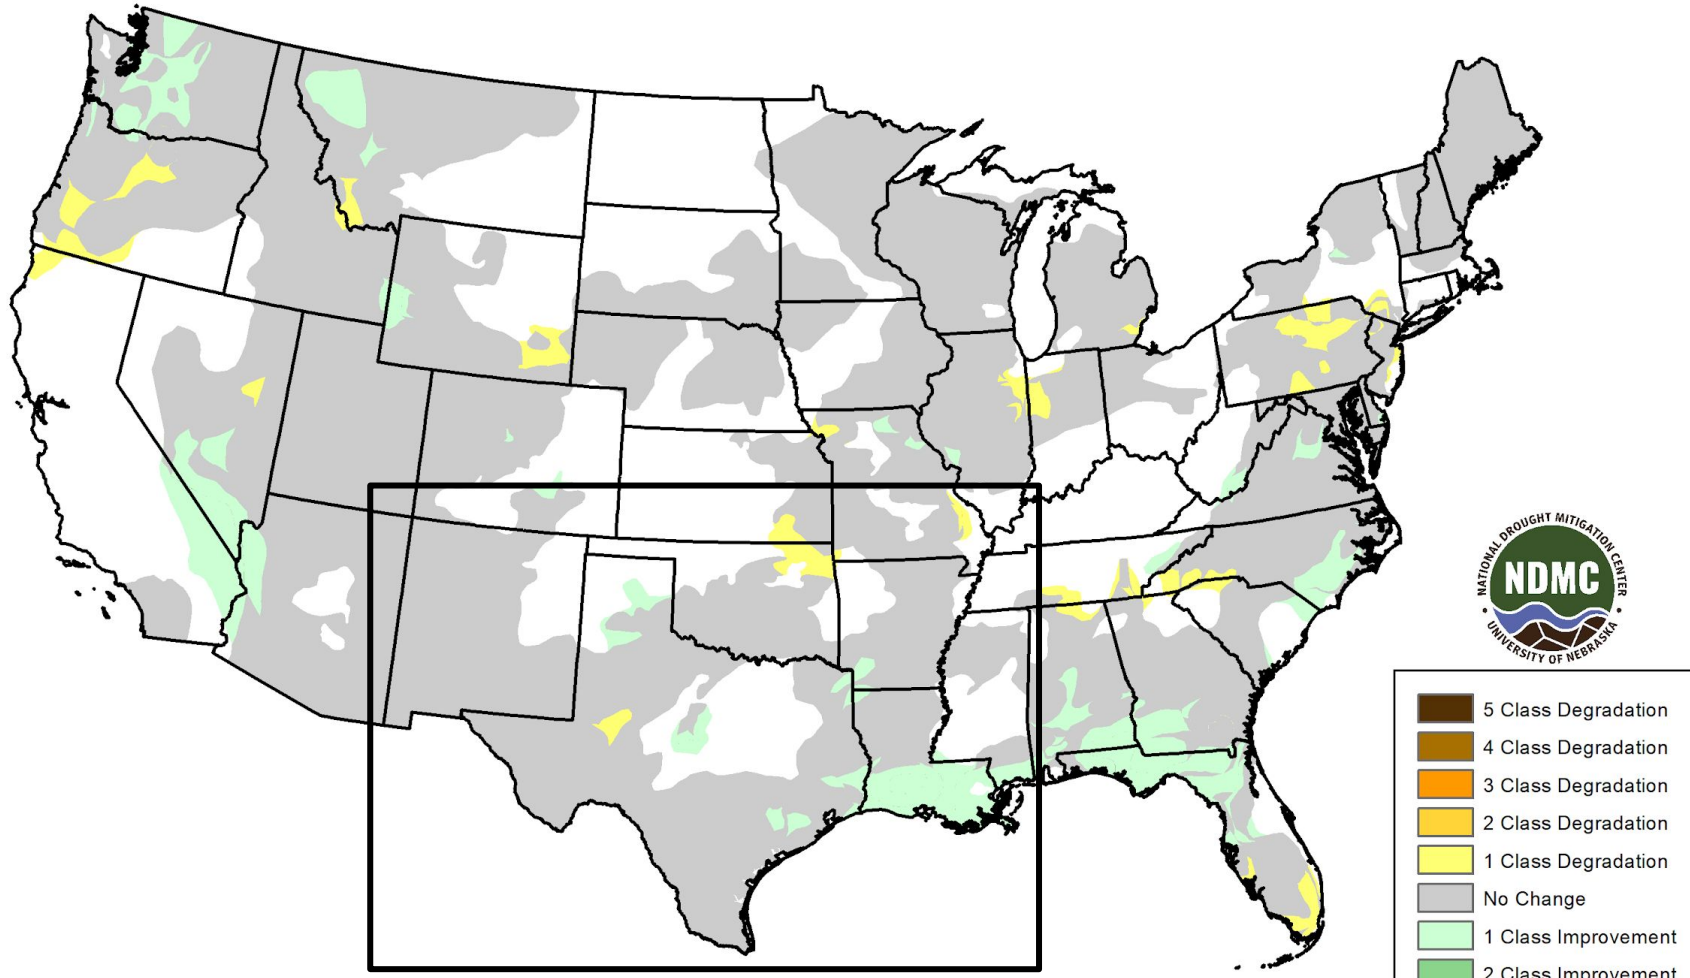 NATIONAL DROUGHT MITIGATION CENTER
NDMC
UNIVERSITY OF NEBRASKA
5 Class Degradation
4 Class Degradation
3 Class Degradation
2 Class Degradation
1 Class Degradation
No Change
1 Class Improvement
2 Class Improvement